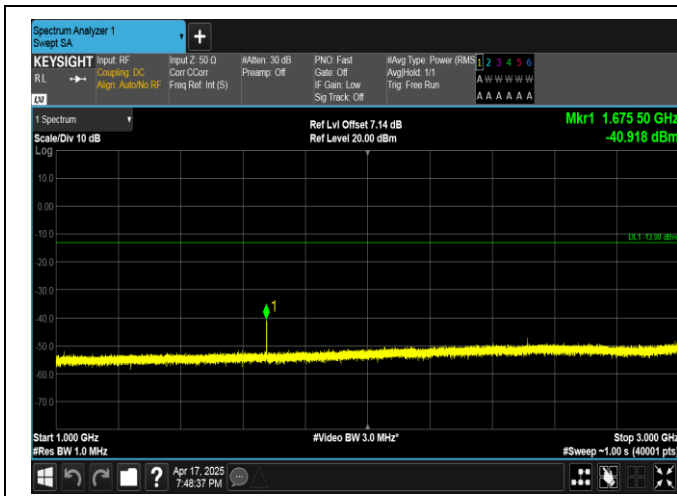 Spectrum Analyzer 1
Swept SA
+
KEYSIGHT Input: RF Input Z: 50 Ω #Atten: 30 dB PNO: Fast #Avg Type: Power (RMS 1 2 3 4 5 6
RL Coupling: DC Corr CCorr Preamp: Off Gate: Off Avg|Hold: 1/1 A W W W W W
Align: Auto/No RF Freq Ref: Int (S) IF Gain: Low Trig: Free Run
LXI Sig Track: Off A A A A A A
1 Spectrum
Scale/Div 10 dB
Ref Lvl Offset 7.14 dB
Ref Level 20.00 dBm
Mkr1 1.675 50 GHz
-40.918 dBm
Log
10.0
0.00
-10.0
DL1 -13.00 dBm
-20.0
-30.0
1
-40.0
-50.0
-60.0
-70.0
Start 1.000 GHz #Video BW 3.0 MHz* Stop 3.000 GHz
#Res BW 1.0 MHz #Sweep ~1.00 s (40001 pts)
? Apr 17, 2025
7:48:37 PM